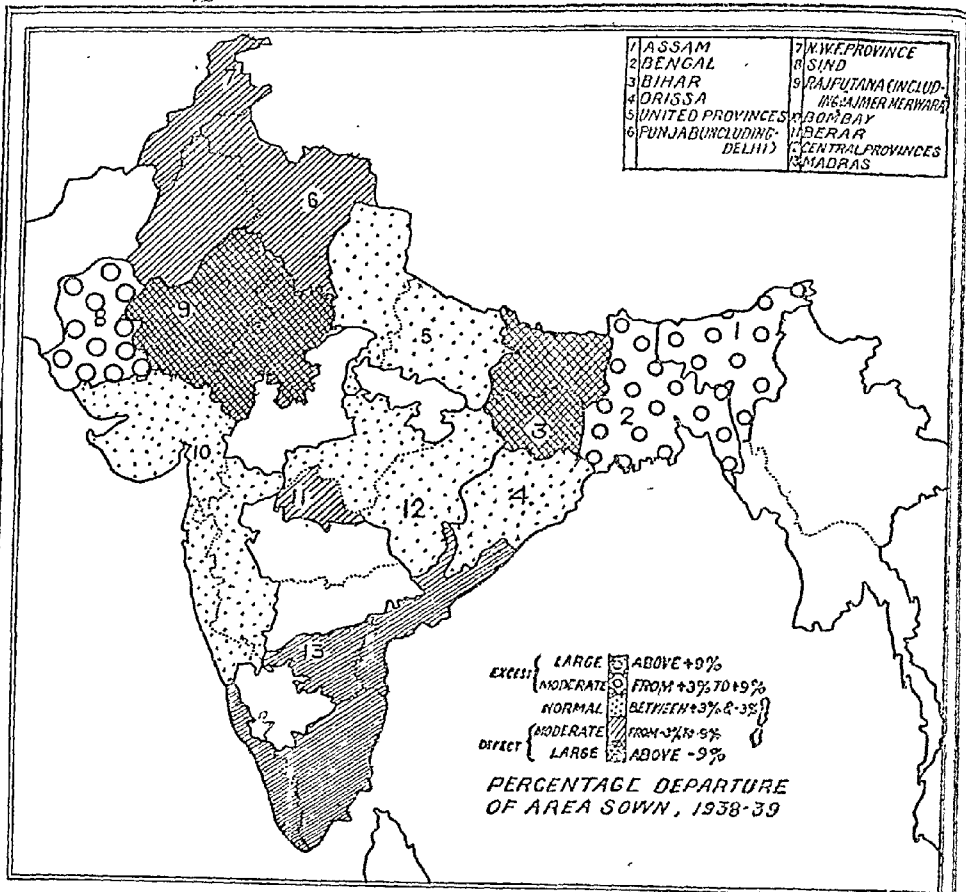 1 ASSAM
2 BENGAL
3 BIHAR
4 ORISSA
5 UNITED PROVINCES
6 PUNJAB (INCLUDING-
DELHI)
7 N.W.F. PROVINCE
8 SIND
9 RAJPUTANA (INCLUD-
ING AJMER MERWARA
BOMBAY
11 BERAR
CENTRAL PROVINCES
13 MADRAS
7
6
9
8
5
1
2
3
10
11
12
4
13
EXCESS { LARGE ABOVE +9%
MODERATE FROM +3% TO +9%
NORMAL BETWEEN +3% & -3%
DEFECT { MODERATE FROM -3% TO -9%
LARGE ABOVE -9%
PERCENTAGE DEPARTURE
OF AREA SOWN, 1938-39